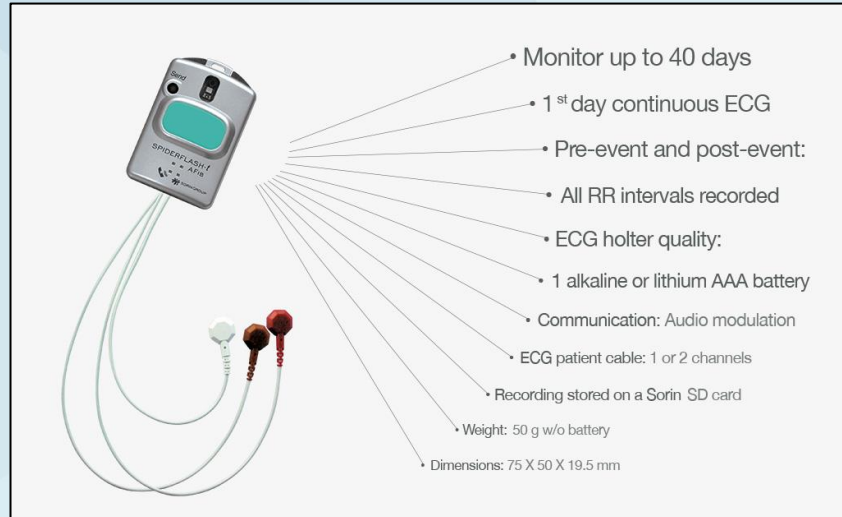 Send
SPIDERFLASH-t
AFIB
SORIN GROUP
• Monitor up to 40 days
• 1st day continuous ECG
• Pre-event and post-event:
• All RR intervals recorded
• ECG holter quality:
• 1 alkaline or lithium AAA battery
• Communication: Audio modulation
• ECG patient cable: 1 or 2 channels
• Recording stored on a Sorin SD card
• Weight: 50 g w/o battery
• Dimensions: 75 X 50 X 19.5 mm